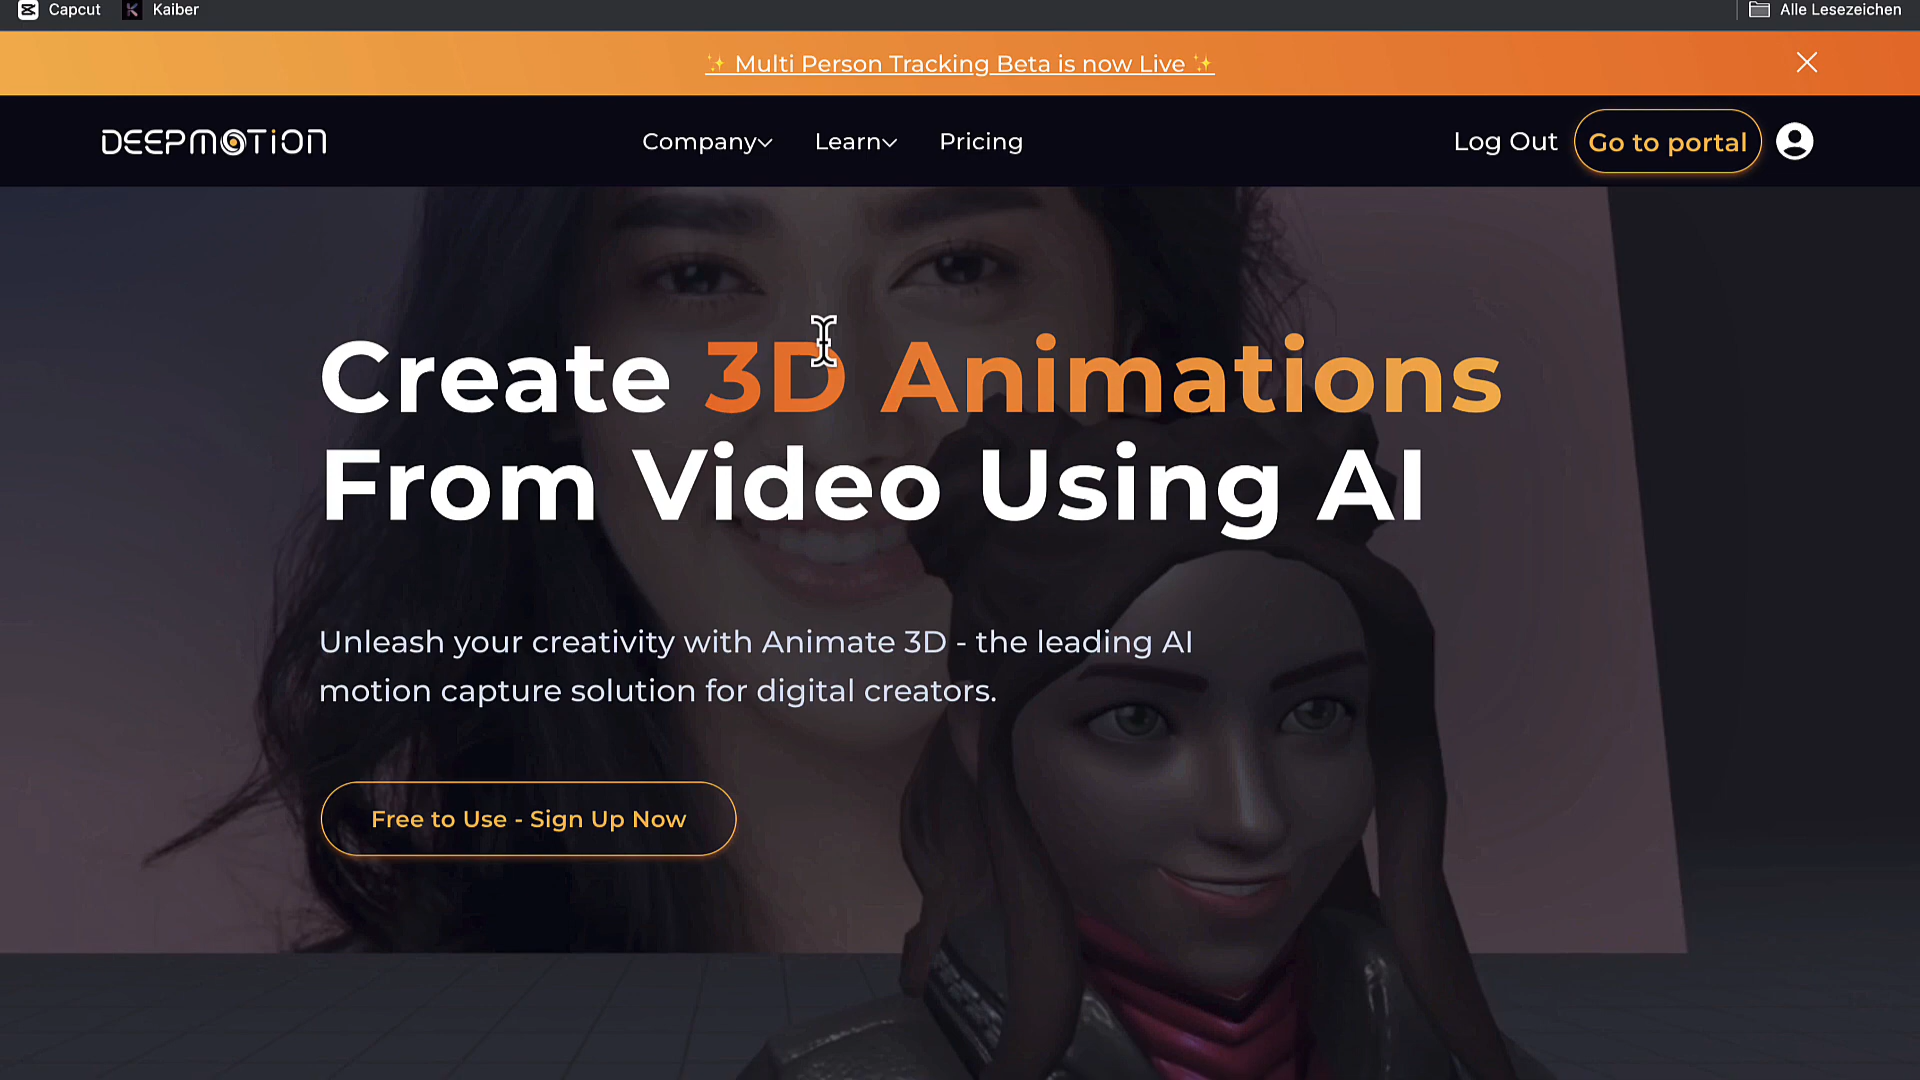 Capcut
Kaiber
Alle Lesezeichen
✨ Multi Person Tracking Beta is now Live ✨
DEEPMOTION
Company
Learn
Pricing
Log Out
Go to portal
Create 3D Animations
From Video Using AI
Unleash your creativity with Animate 3D - the leading AI
motion capture solution for digital creators.
Free to Use - Sign Up Now